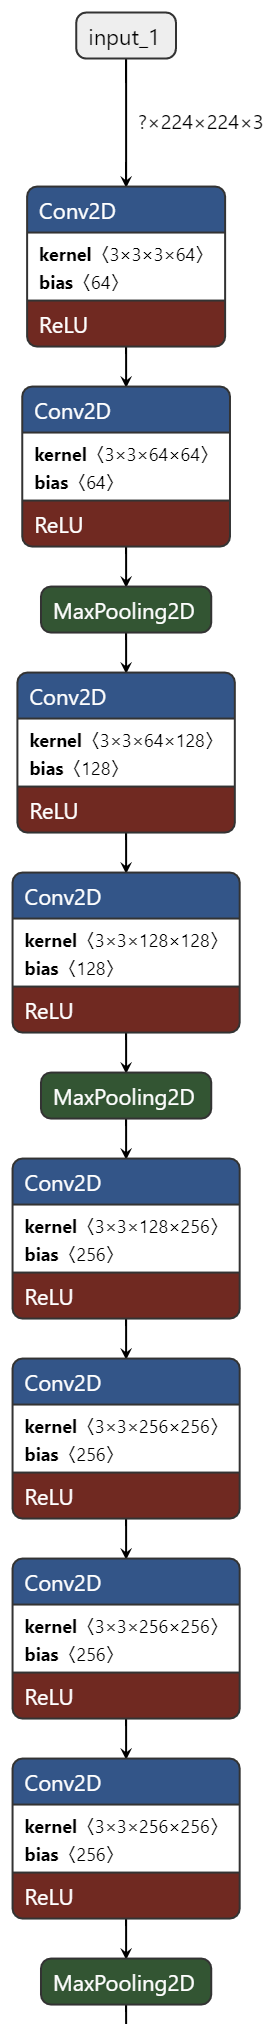 input_1
?×224×224×3
Conv2D
kernel〈3×3×3×64〉
bias〈64〉
ReLU
Conv2D
kernel〈3×3×64×64〉
bias〈64〉
ReLU
MaxPooling2D
Conv2D
kernel〈3×3×64×128〉
bias〈128〉
ReLU
Conv2D
kernel〈3×3×128×128〉
bias〈128〉
ReLU
MaxPooling2D
Conv2D
kernel〈3×3×128×256〉
bias〈256〉
ReLU
Conv2D
kernel〈3×3×256×256〉
bias〈256〉
ReLU
Conv2D
kernel〈3×3×256×256〉
bias〈256〉
ReLU
Conv2D
kernel〈3×3×256×256〉
bias〈256〉
ReLU
MaxPooling2D